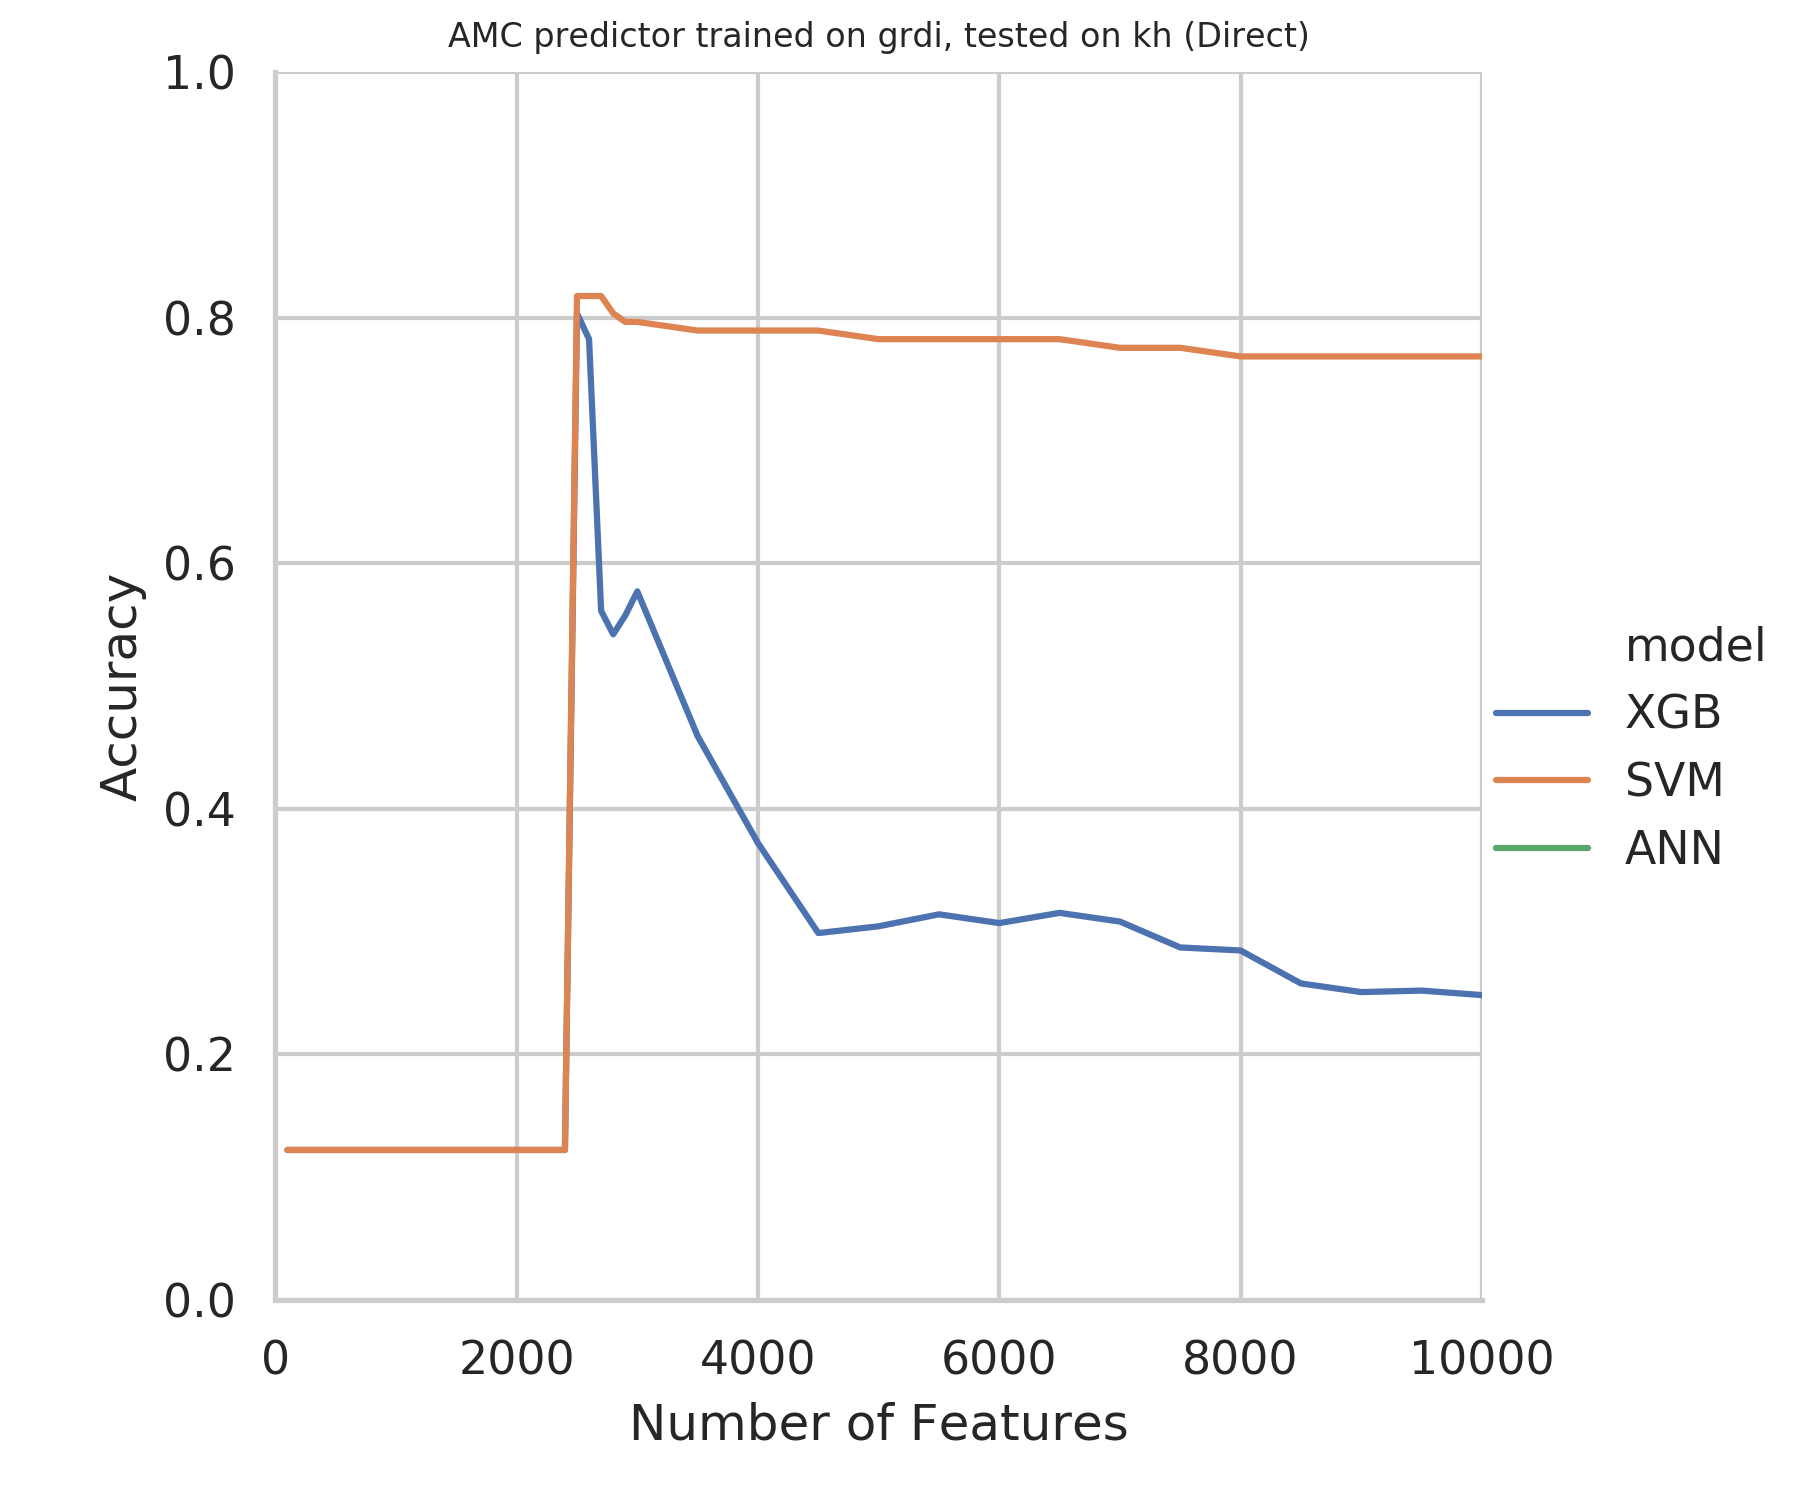 AMC predictor trained on grdi, tested on kh (Direct)
1.0
0.8
0.6
0.4
0.2
0.0
Accuracy
0 2000 4000 6000 8000 10000
Number of Features
model
XGB
SVM
ANN